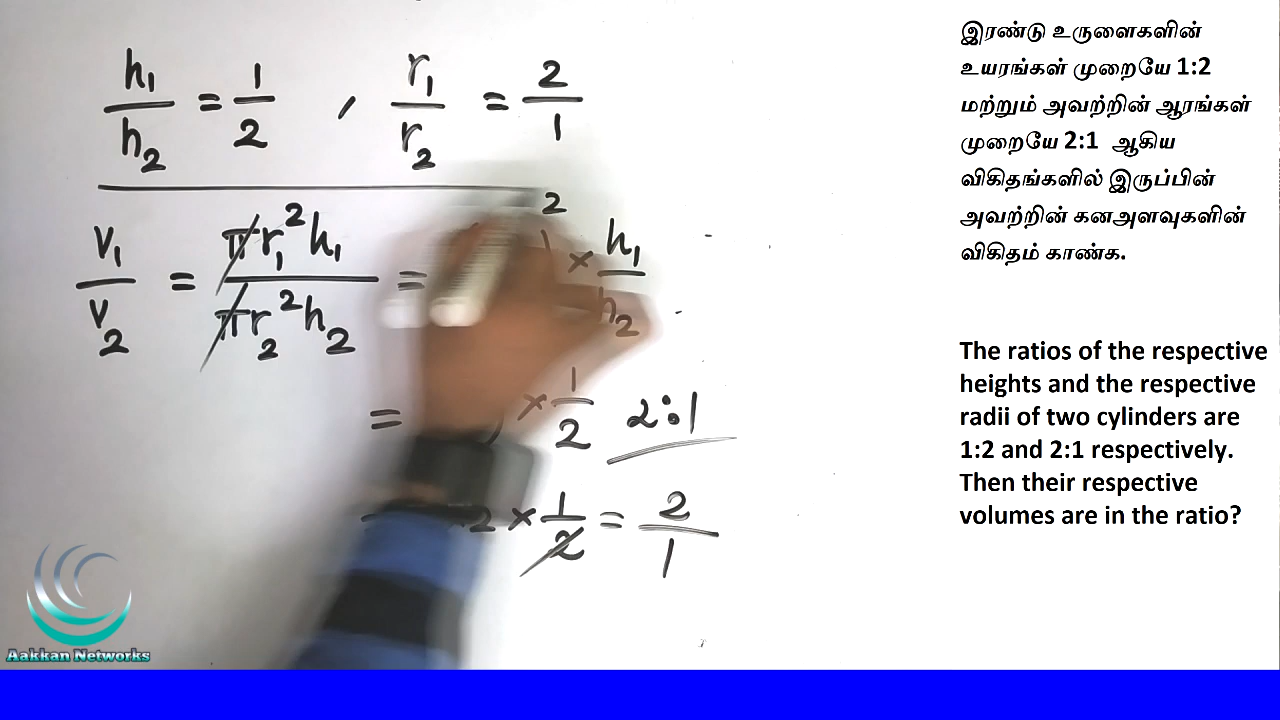 h₁/h₂ = 1/2 , r₁/r₂ = 2/1
V₁/V₂ = πr₁²h₁/πr₂²h₂ = × h₁/h₂
= × 1/2 2:1
2 × 1/2 = 2/1
Aakkan Networks
இரண்டு உருளைகளின்
உயரங்கள் முறையே 1:2
மற்றும் அவற்றின் ஆரங்கள்
முறையே 2:1 ஆகிய
விகிதங்களில் இருப்பின்
அவற்றின் கனஅளவுகளின்
விகிதம் காண்க.
The ratios of the respective
heights and the respective
radii of two cylinders are
1:2 and 2:1 respectively.
Then their respective
volumes are in the ratio?